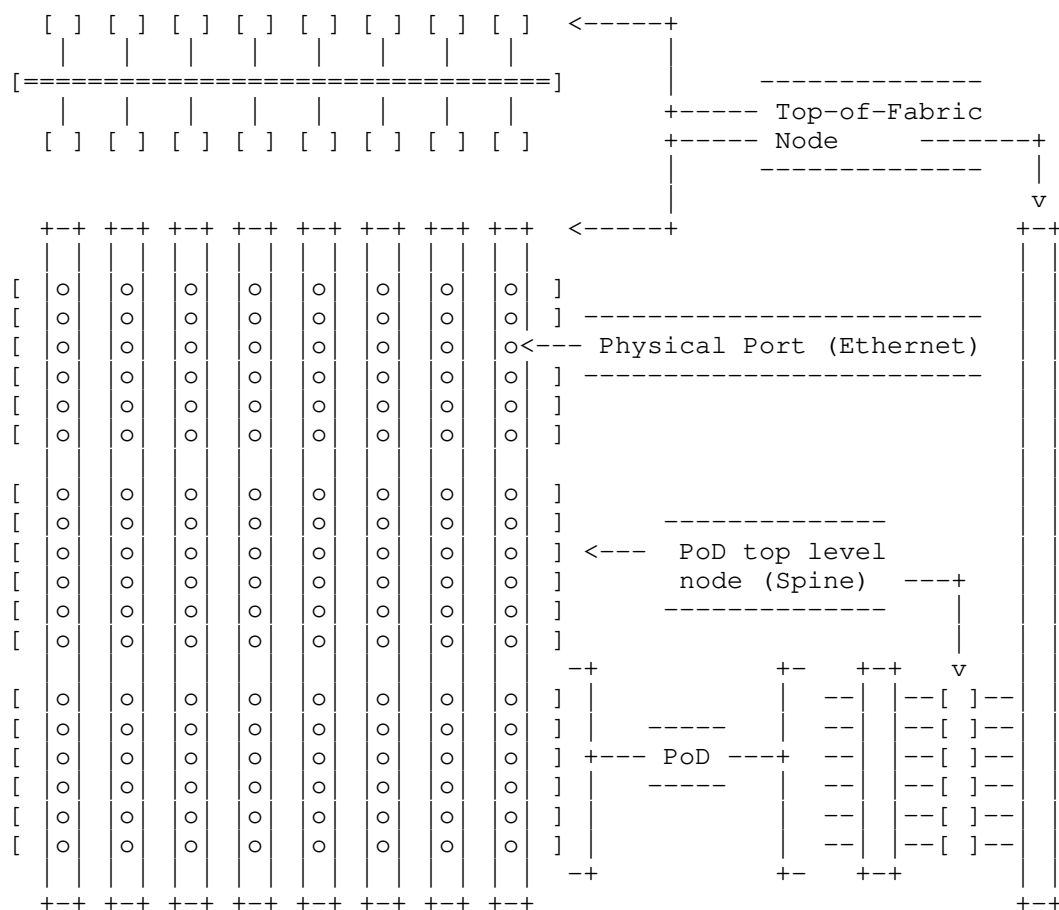 Top-of-Fabric
Node
Physical Port (Ethernet)
PoD top level
node (Spine)
PoD